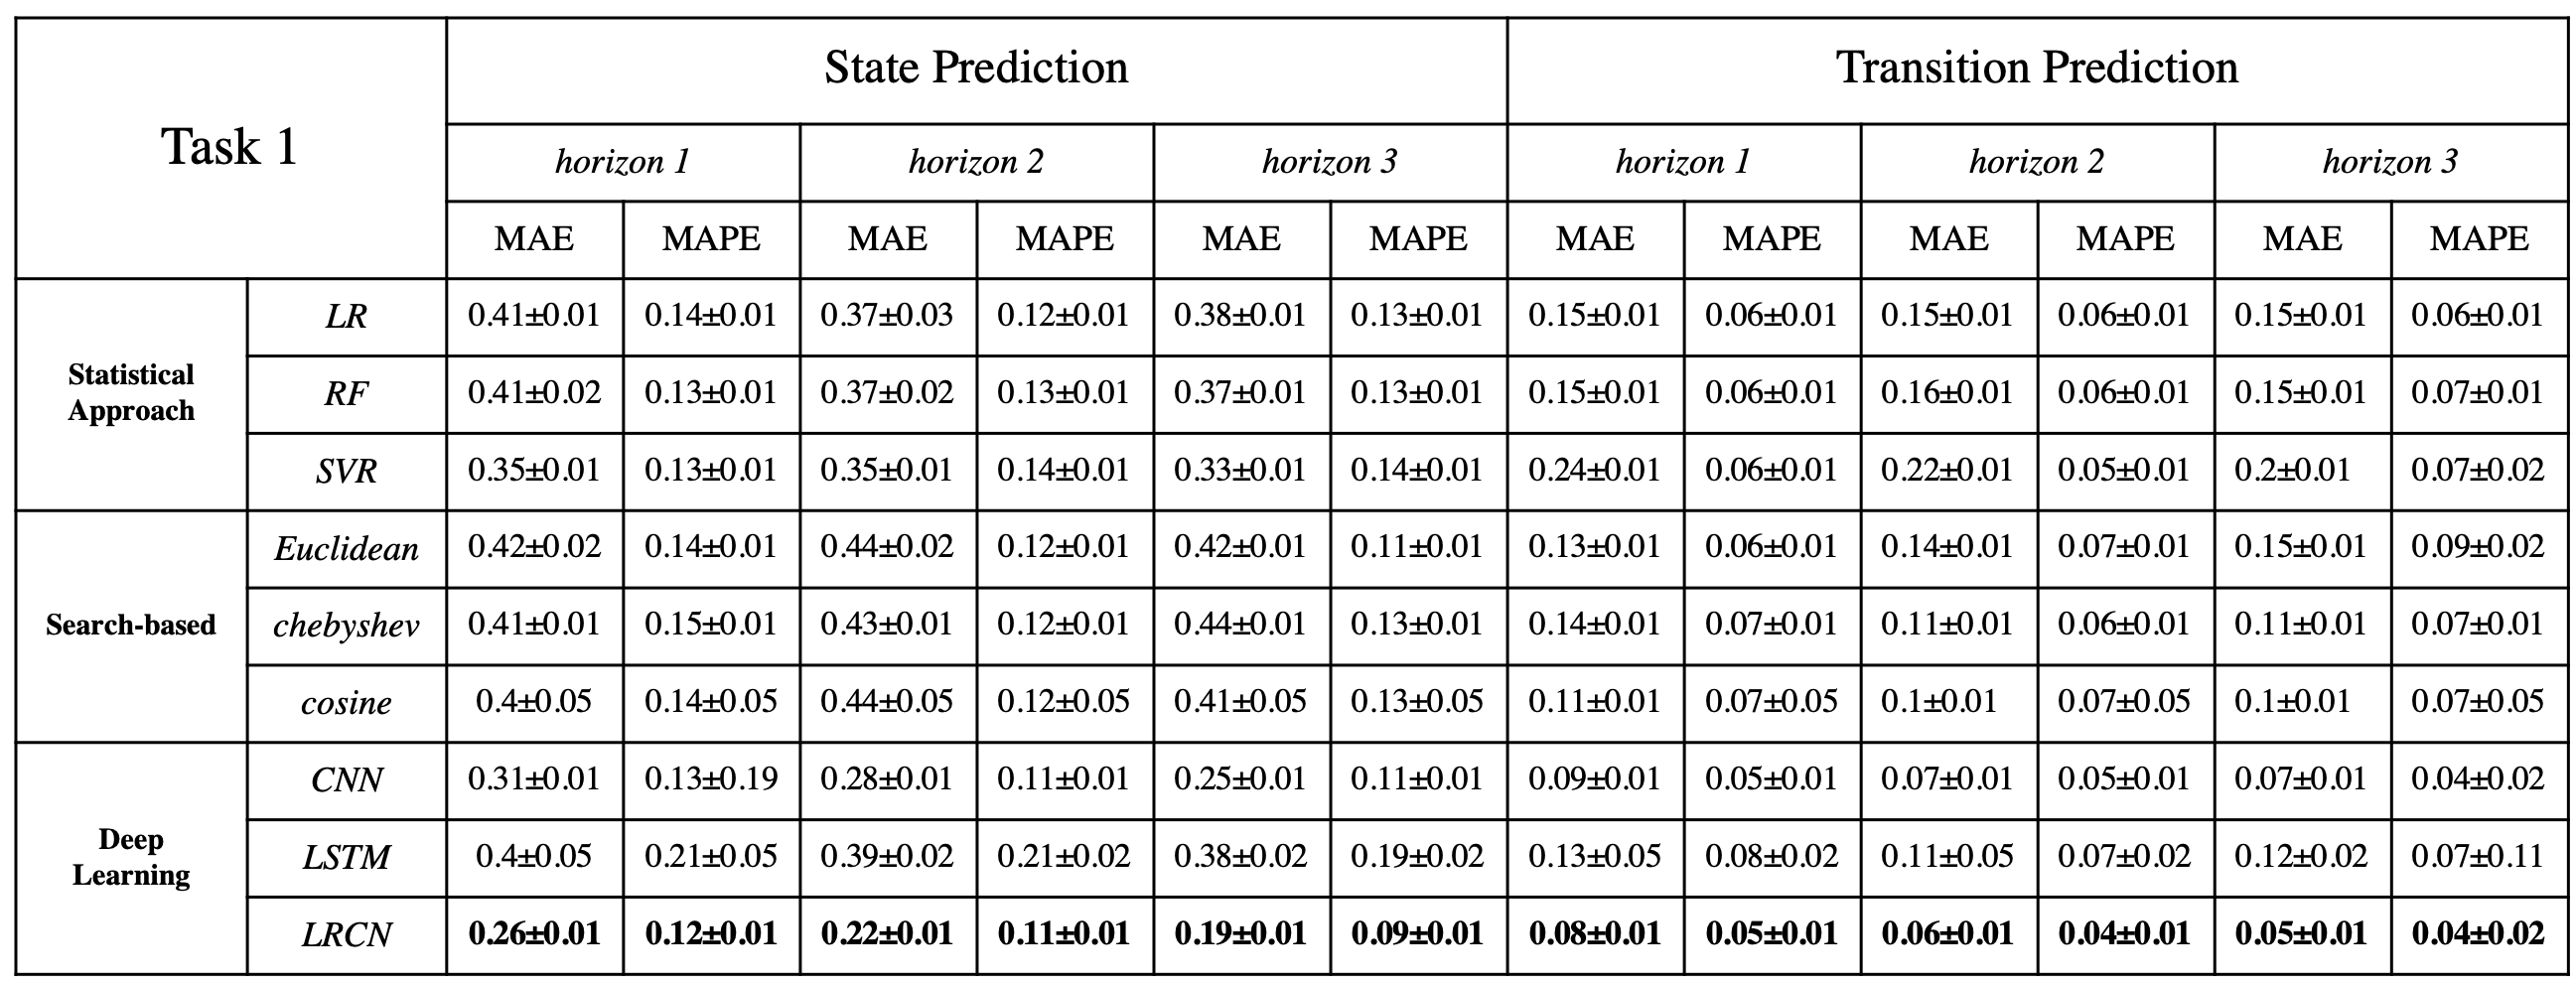 Task 1 State Prediction Transition Prediction
horizon 1 horizon 2 horizon 3 horizon 1 horizon 2 horizon 3
MAE MAPE MAE MAPE MAE MAPE MAE MAPE MAE MAPE MAE MAPE
Statistical
Approach
LR 0.41±0.01 0.14±0.01 0.37±0.03 0.12±0.01 0.38±0.01 0.13±0.01 0.15±0.01 0.06±0.01 0.15±0.01 0.06±0.01 0.15±0.01 0.06±0.01
RF 0.41±0.02 0.13±0.01 0.37±0.02 0.13±0.01 0.37±0.01 0.13±0.01 0.15±0.01 0.06±0.01 0.16±0.01 0.06±0.01 0.15±0.01 0.07±0.01
SVR 0.35±0.01 0.13±0.01 0.35±0.01 0.14±0.01 0.33±0.01 0.14±0.01 0.24±0.01 0.06±0.01 0.22±0.01 0.05±0.01 0.2±0.01 0.07±0.02
Search-based
Euclidean 0.42±0.02 0.14±0.01 0.44±0.02 0.12±0.01 0.42±0.01 0.11±0.01 0.13±0.01 0.06±0.01 0.14±0.01 0.07±0.01 0.15±0.01 0.09±0.02
chebyshev 0.41±0.01 0.15±0.01 0.43±0.01 0.12±0.01 0.44±0.01 0.13±0.01 0.14±0.01 0.07±0.01 0.11±0.01 0.06±0.01 0.11±0.01 0.07±0.01
cosine 0.4±0.05 0.14±0.05 0.44±0.05 0.12±0.05 0.41±0.05 0.13±0.05 0.11±0.01 0.07±0.05 0.1±0.01 0.07±0.05 0.1±0.01 0.07±0.05
Deep
Learning
CNN 0.31±0.01 0.13±0.19 0.28±0.01 0.11±0.01 0.25±0.01 0.11±0.01 0.09±0.01 0.05±0.01 0.07±0.01 0.05±0.01 0.07±0.01 0.04±0.02
LSTM 0.4±0.05 0.21±0.05 0.39±0.02 0.21±0.02 0.38±0.02 0.19±0.02 0.13±0.05 0.08±0.02 0.11±0.05 0.07±0.02 0.12±0.02 0.07±0.11
LRCN 0.26±0.01 0.12±0.01 0.22±0.01 0.11±0.01 0.19±0.01 0.09±0.01 0.08±0.01 0.05±0.01 0.06±0.01 0.04±0.01 0.05±0.01 0.04±0.02